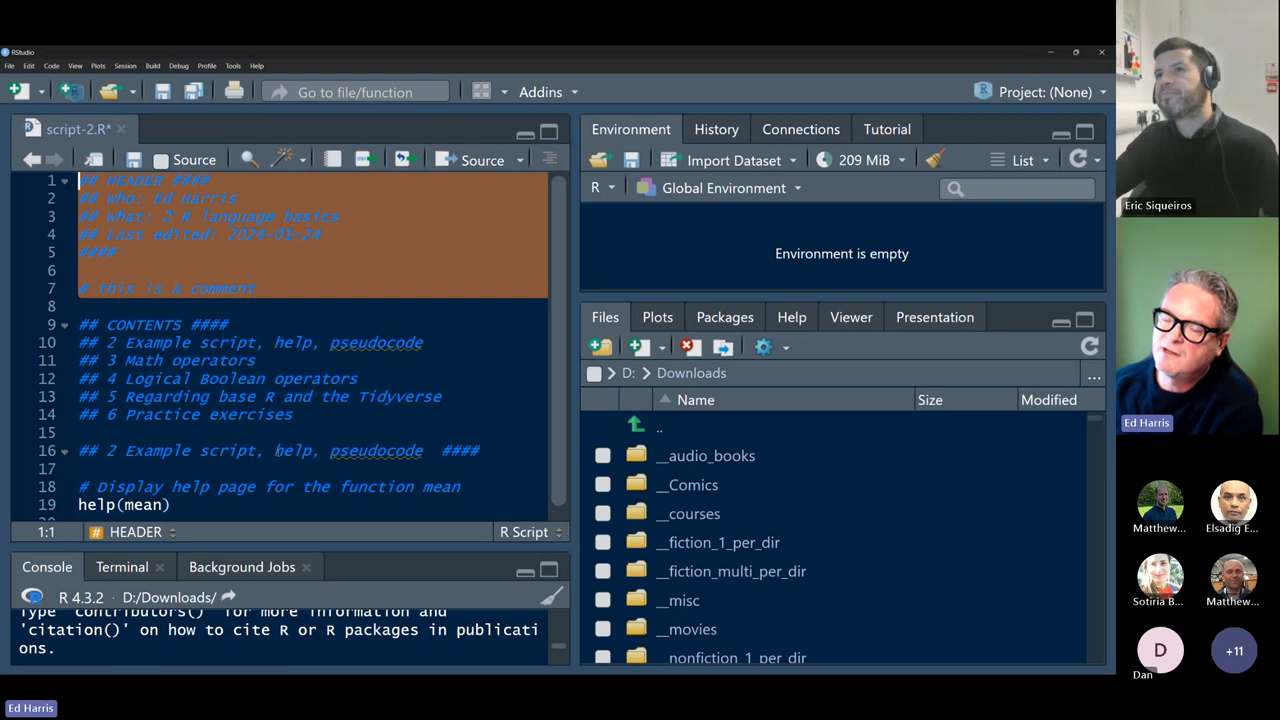 RStudio
File Edit Code View Plots Session Build Debug Profile Tools Help
Go to file/function Addins Project: (None)
script-2.R*
Source Source
1 ## HEADER ####
2 ## Who: Ed Harris
3 ## What: 2 R language basics
4 ## Last edited: 2024-01-24
5 ####
6
7 # this is a comment
8
9 ## CONTENTS ####
10 ## 2 Example script, help, pseudocode
11 ## 3 Math operators
12 ## 4 Logical Boolean operators
13 ## 5 Regarding base R and the Tidyverse
14 ## 6 Practice exercises
15
16 ## 2 Example script, help, pseudocode ####
17
18 # Display help page for the function mean
19 help(mean)
1:1 # HEADER R Script
Console Terminal Background Jobs
R 4.3.2 · D:/Downloads/
Type 'contributors()' for more information and
'citation()' on how to cite R or R packages in publicati
ons.
Environment History Connections Tutorial
Import Dataset 209 MiB List
R Global Environment
Environment is empty
Files Plots Packages Help Viewer Presentation
D: Downloads ...
Name Size Modified
..
__audio_books
__Comics
__courses
__fiction_1_per_dir
__fiction_multi_per_dir
__misc
__movies
__nonfiction_1_per_dir
Eric Siqueiros
Ed Harris
Matthew...
Elsadig E...
Sotiria B...
Matthew...
D
Dan
+11
Ed Harris